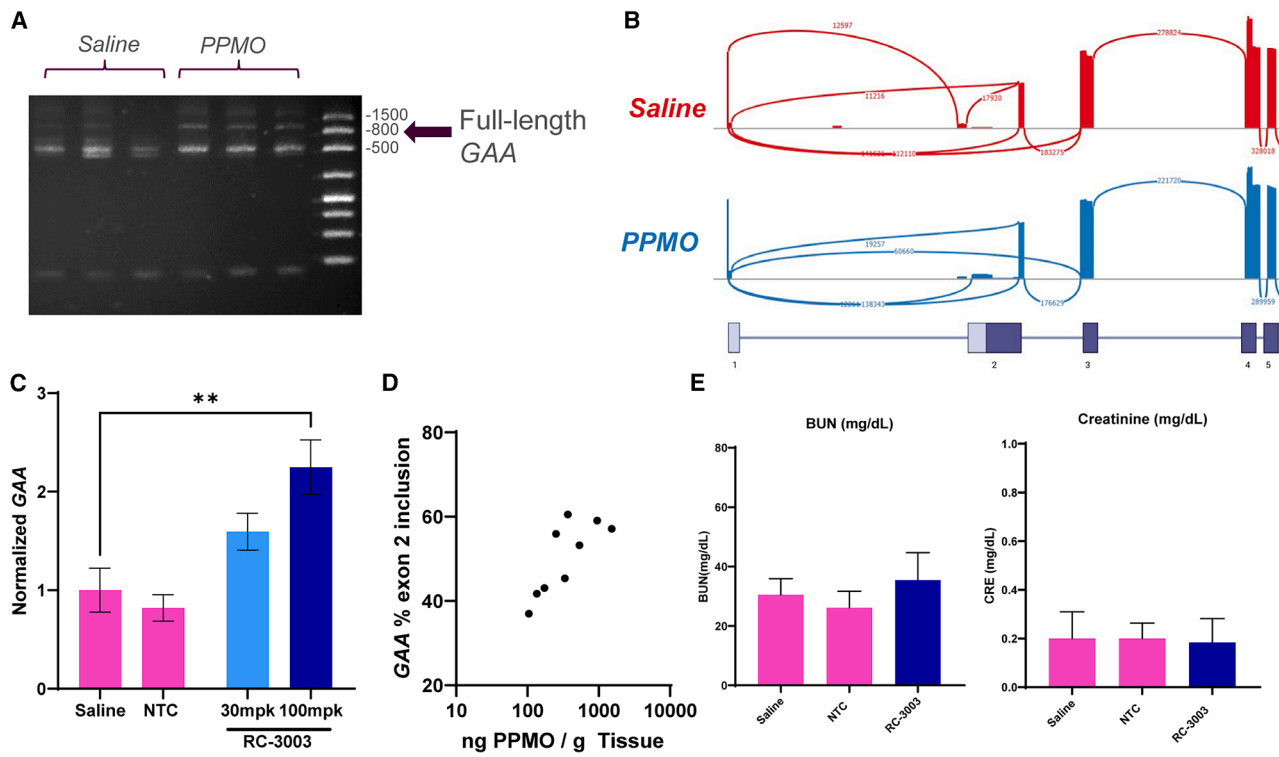 A
Saline
PPMO
-1500
-800
-500
Full-length
GAA
B
Saline
12597
11216
17930
278824
112110
183275
328018
PPMO
19257
60660
221720
138343
176629
289959
1
2
3
4
5
C
Normalized GAA
3
2
1
0
**
Saline
NTC
30mpk
100mpk
RC-3003
D
GAA % exon 2 inclusion
80
60
40
20
10
100
1000
10000
ng PPMO / g Tissue
E
BUN (mg/dL)
BUN(mg/dL)
80
60
40
20
0
Saline
NTC
RC-3003
Creatinine (mg/dL)
CRE (mg/dL)
1.0
0.8
0.6
0.4
0.2
0.0
Saline
NTC
RC-3003